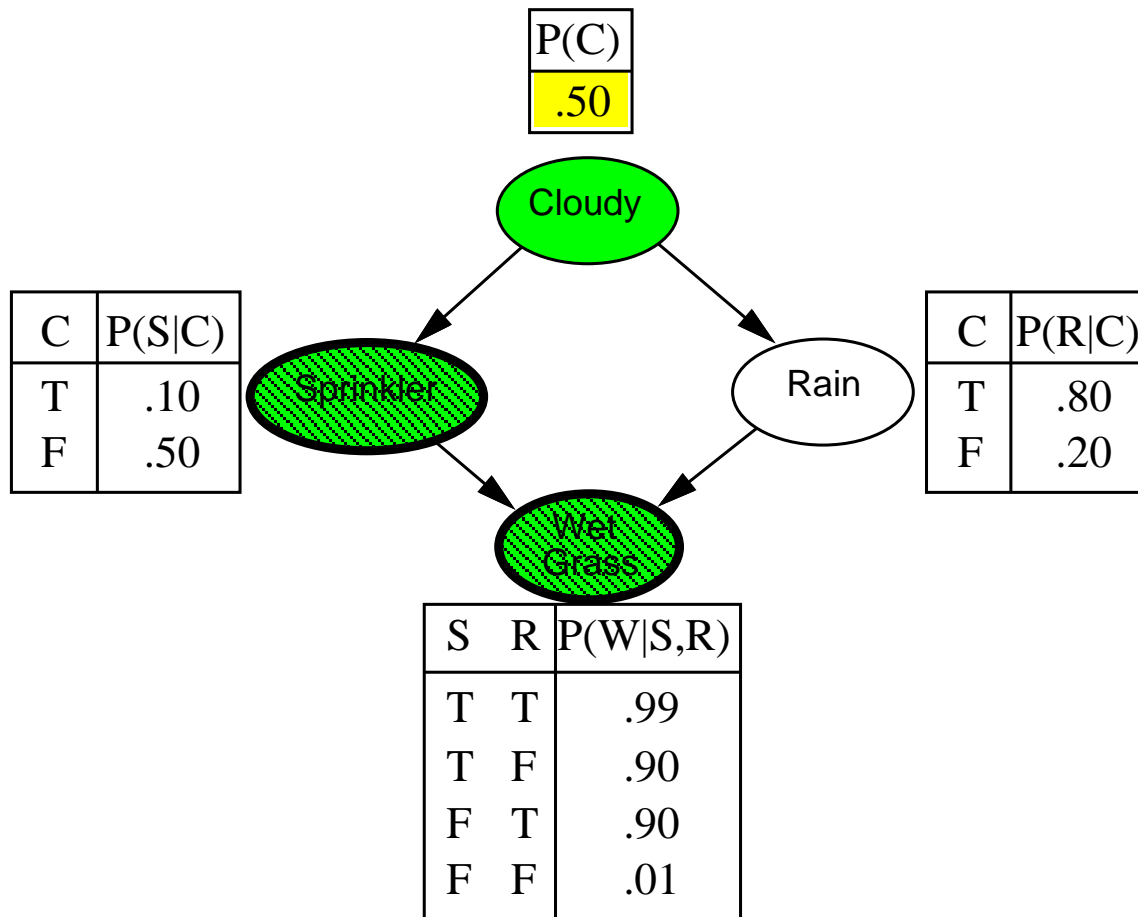 P(C)
.50
Cloudy
C P(S|C)
T .10
F .50
Sprinkler
Rain
C P(R|C)
T .80
F .20
Wet
Grass
S R P(W|S,R)
T T .99
T F .90
F T .90
F F .01